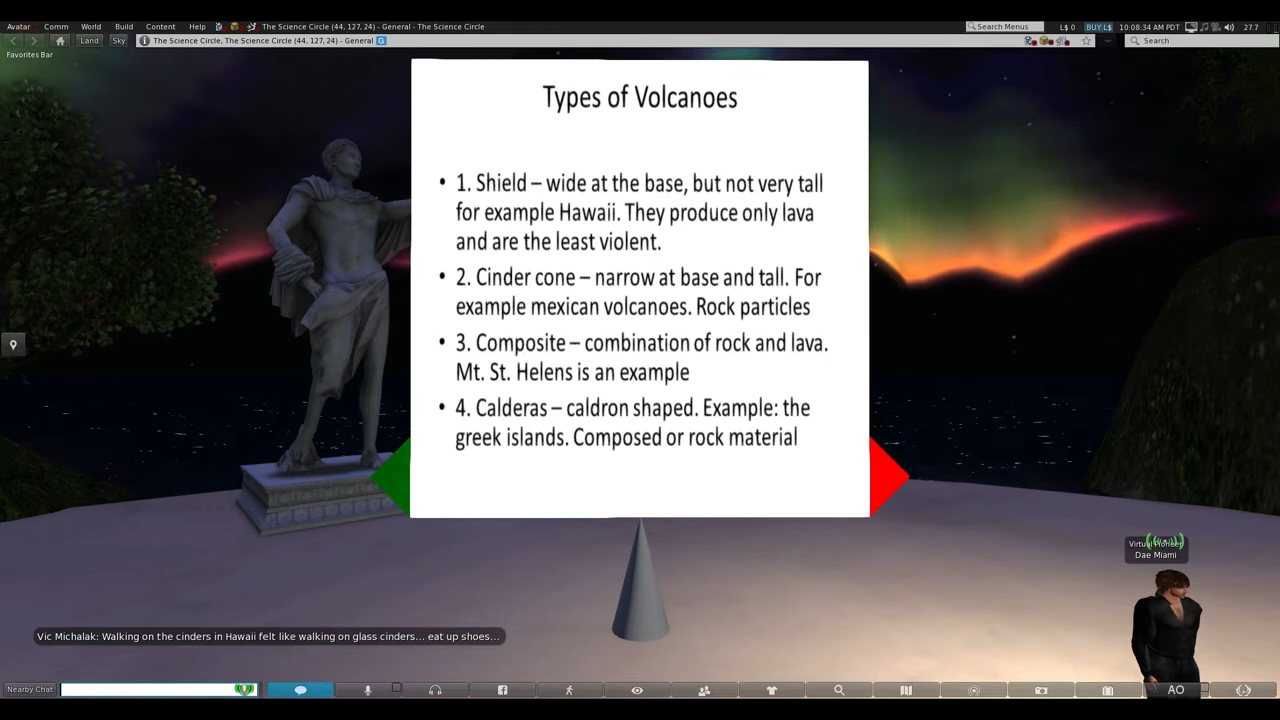 Avatar Comm World Build Content Help The Science Circle (44, 127, 24) - General - The Science Circle Search Menus L$ 0 BUY L$ 10:08:34 AM PDT 27.7
Land Sky The Science Circle, The Science Circle (44, 127, 24) - General G Search
Favorites Bar
Types of Volcanoes
• 1. Shield – wide at the base, but not very tall
for example Hawaii. They produce only lava
and are the least violent.
• 2. Cinder cone – narrow at base and tall. For
example mexican volcanoes. Rock particles
• 3. Composite – combination of rock and lava.
Mt. St. Helens is an example
• 4. Calderas – caldron shaped. Example: the
greek islands. Composed or rock material
Virtual Pioneer
Dae Miami
Vic Michalak: Walking on the cinders in Hawaii felt like walking on glass cinders... eat up shoes...
Nearby Chat AO